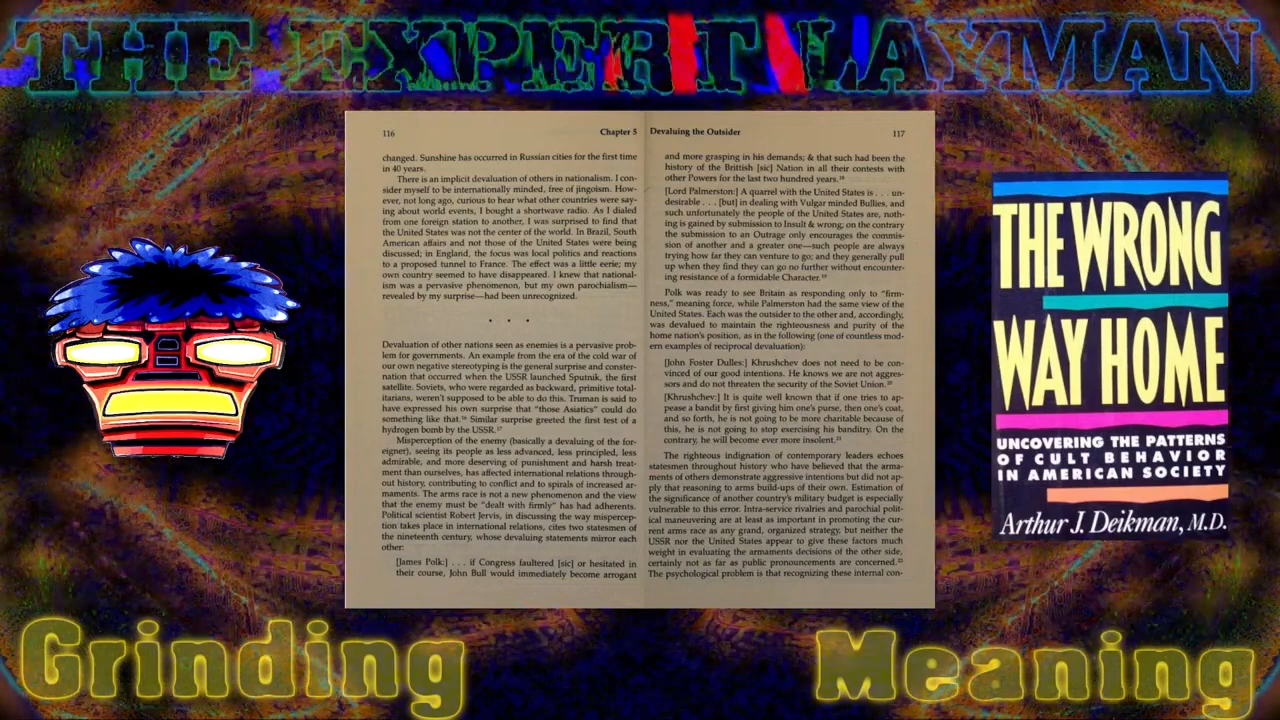 THE EXPERT LAYMAN
116
Chapter 5
changed. Sunshine has occurred in Russian cities for the first time
in 40 years.
There is an implicit devaluation of others in nationalism. I con-
sider myself to be internationally minded, free of jingoism. How-
ever, not long ago, curious to hear what other countries were say-
ing about world events, I bought a shortwave radio. As I dialed
from one foreign station to another, I was surprised to find that
the United States was not the center of the world. In Brazil, South
American affairs and not those of the United States were being
discussed; in England, the focus was local politics and reactions
to a proposed tunnel to France. The effect was a little eerie; my
own country seemed to have disappeared. I knew that national-
ism was a pervasive phenomenon, but my own parochialism—
revealed by my surprise—had been unrecognized.
. . .
Devaluation of other nations seen as enemies is a pervasive prob-
lem for governments. An example from the era of the cold war of
our own negative stereotyping is the general surprise and conster-
nation that occurred when the USSR launched Sputnik, the first
satellite. Soviets, who were regarded as backward, primitive total-
itarians, weren't supposed to be able to do this. Truman is said to
have expressed his own surprise that "those Asiatics" could do
something like that.16 Similar surprise greeted the first test of a
hydrogen bomb by the USSR.17
Misperception of the enemy (basically a devaluing of the for-
eigner), seeing its people as less advanced, less principled, less
admirable, and more deserving of punishment and harsh treat-
ment than ourselves, has affected international relations through-
out history, contributing to conflict and to spirals of increased ar-
maments. The arms race is not a new phenomenon and the view
that the enemy must be "dealt with firmly" has had adherents.
Political scientist Robert Jervis, in discussing the way mispercep-
tion takes place in international relations, cites two statesmen of
the nineteenth century, whose devaluing statements mirror each
other:
[James Polk:] . . . if Congress faultered [sic] or hesitated in
their course, John Bull would immediately become arrogant
Devaluing the Outsider
117
and more grasping in his demands; & that such had been the
history of the Brittish [sic] Nation in all their contests with
other Powers for the last two hundred years.18
[Lord Palmerston:] A quarrel with the United States is . . . un-
desirable . . . [but] in dealing with Vulgar minded Bullies, and
such unfortunately the people of the United States are, noth-
ing is gained by submission to Insult & wrong; on the contrary
the submission to an Outrage only encourages the commis-
sion of another and a greater one—such people are always
trying how far they can venture to go; and they generally pull
up when they find they can go no further without encounter-
ing resistance of a formidable Character.19
Polk was ready to see Britain as responding only to "firm-
ness," meaning force, while Palmerston had the same view of the
United States. Each was the outsider to the other and, accordingly,
was devalued to maintain the righteousness and purity of the
home nation's position, as in the following (one of countless mod-
ern examples of reciprocal devaluation):
[John Foster Dulles:] Khrushchev does not need to be con-
vinced of our good intentions. He knows we are not aggres-
sors and do not threaten the security of the Soviet Union.20
[Khrushchev:] It is quite well known that if one tries to ap-
pease a bandit by first giving him one's purse, then one's coat,
and so forth, he is not going to be more charitable because of
this, he is not going to stop exercising his banditry. On the
contrary, he will become ever more insolent.21
The righteous indignation of contemporary leaders echoes
statesmen throughout history who have believed that the arma-
ments of others demonstrate aggressive intentions but did not ap-
ply that reasoning to arms build-ups of their own. Estimation of
the significance of another country's military budget is especially
vulnerable to this error. Intra-service rivalries and parochial polit-
ical maneuvering are at least as important in promoting the cur-
rent arms race as any grand, organized strategy, but neither the
USSR nor the United States appear to give these factors much
weight in evaluating the armaments decisions of the other side,
certainly not as far as public pronouncements are concerned.22
The psychological problem is that recognizing these internal con-
THE WRONG
WAY HOME
UNCOVERING THE PATTERNS
OF CULT BEHAVIOR
IN AMERICAN SOCIETY
Arthur J. Deikman, M.D.
Grinding
Meaning